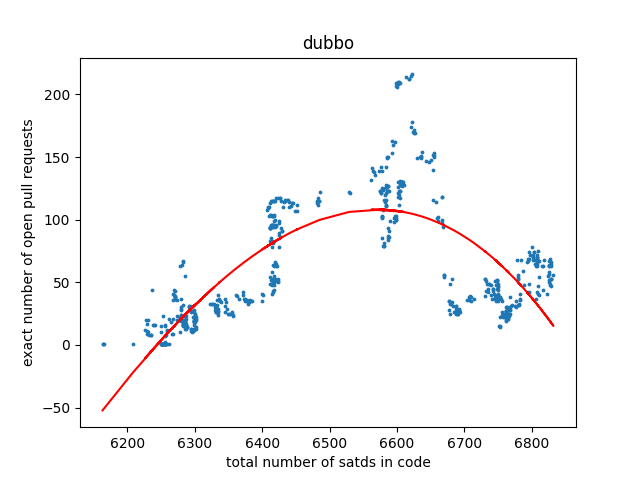 dubbo
exact number of open pull requests
200
150
100
50
0
−50
6200 6300 6400 6500 6600 6700 6800
total number of satds in code